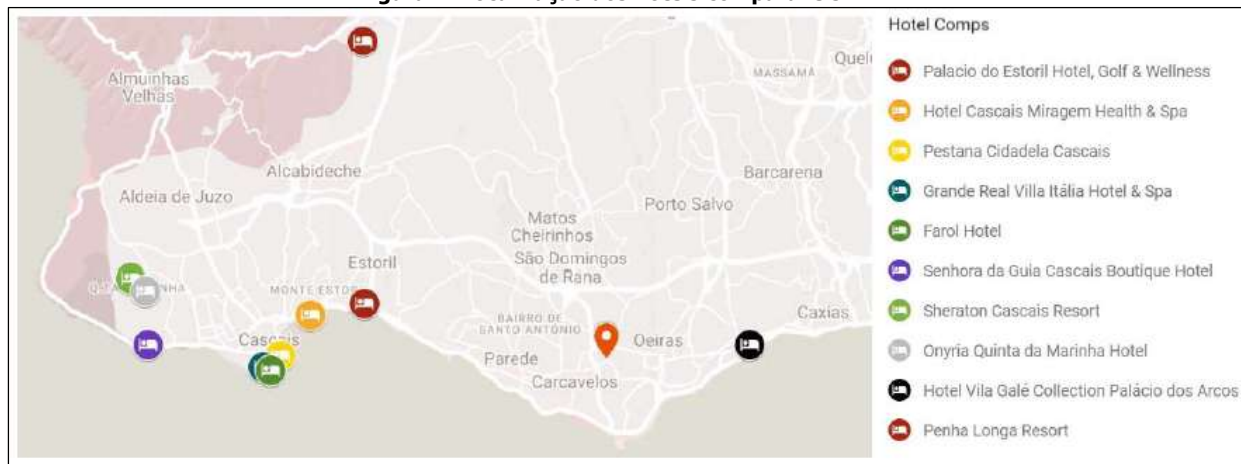 Hotel Comps
Palacio do Estoril Hotel, Golf & Wellness
Hotel Cascais Miragem Health & Spa
Pestana Cidadela Cascais
Grande Real Villa Itália Hotel & Spa
Farol Hotel
Senhora da Guia Cascais Boutique Hotel
Sheraton Cascais Resort
Onyria Quinta da Marinha Hotel
Hotel Vila Galé Collection Palácio dos Arcos
Penha Longa Resort
Almuinhas
Velhas
MASSAMÁ
Alcabideche
Barcarena
Aldeia de Juzo
Porto Salvo
Matos
Cheirinhos
São Domingos
de Rana
Estoril
MONTE
Caxias
BAIRRO DE
SANTO ANTÓNIO
Oeiras
Cascais
Parede
Carcavelos